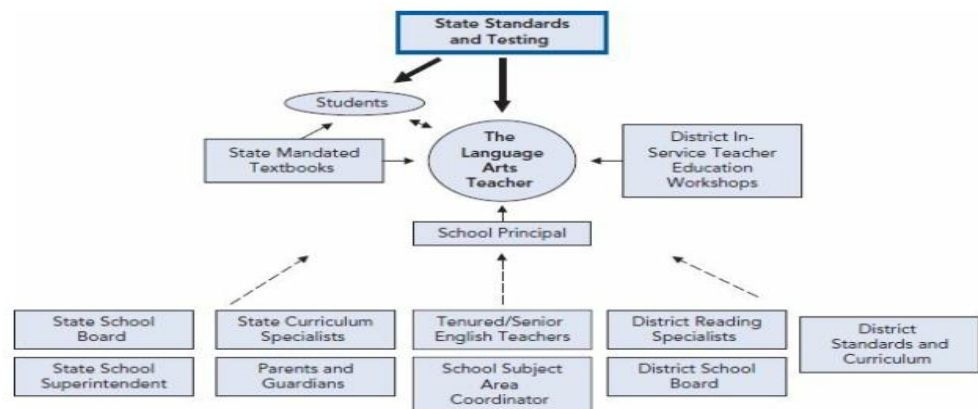 State Standards
and Testing
Students
The
Language
Arts
Teacher
State Mandated
Textbooks
District In-
Service Teacher
Education
Workshops
School Principal
State School
Board
State Curriculum
Specialists
Tenured/Senior
English Teachers
District Reading
Specialists
District
Standards and
Curriculum
State School
Superintendent
Parents and
Guardians
School Subject
Area
Coordinator
District School
Board